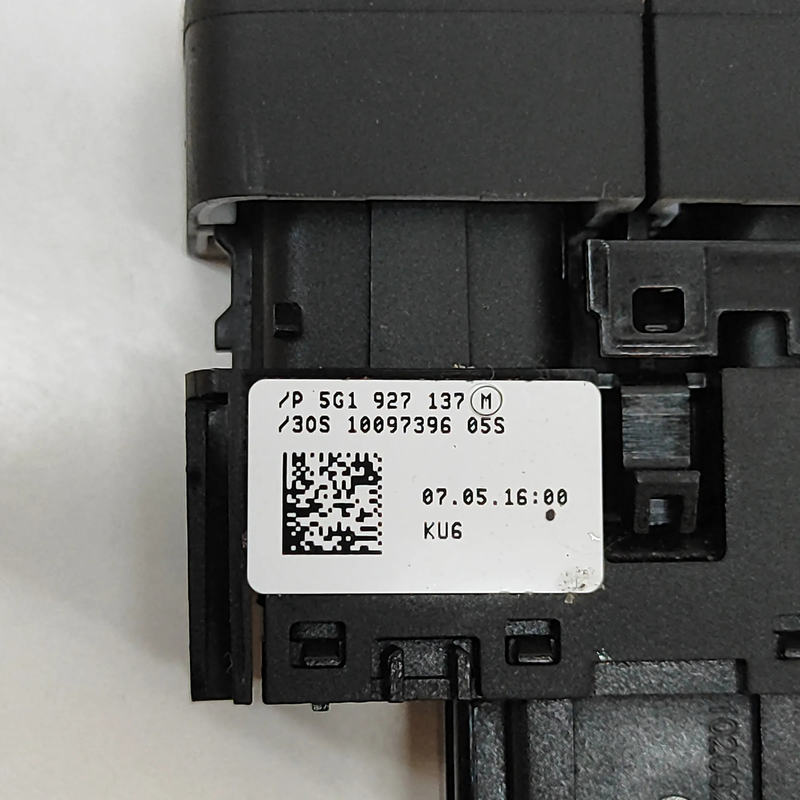 /P 5G1 927 137 M
/30S 10097396 05S
07.05.16:00
KU6